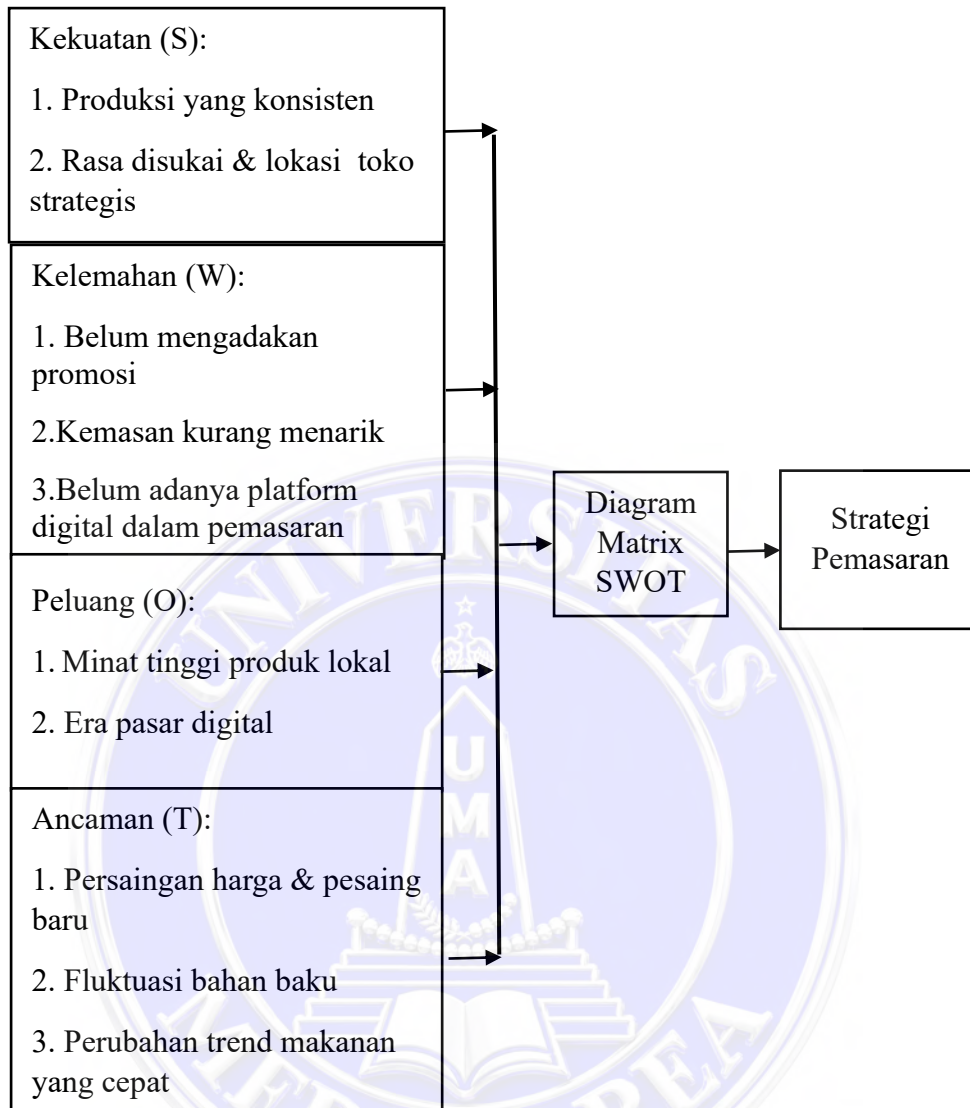 Kekuatan (S):
1. Produksi yang konsisten
2. Rasa disukai & lokasi toko
strategis
Kelemahan (W):
1. Belum mengadakan
promosi
2.Kemasan kurang menarik
3.Belum adanya platform
digital dalam pemasaran
Peluang (O):
1. Minat tinggi produk lokal
2. Era pasar digital
Ancaman (T):
1. Persaingan harga & pesaing
baru
2. Fluktuasi bahan baku
3. Perubahan trend makanan
yang cepat
Diagram
Matrix
SWOT
Strategi
Pemasaran
UNIVERSITAS
UMA